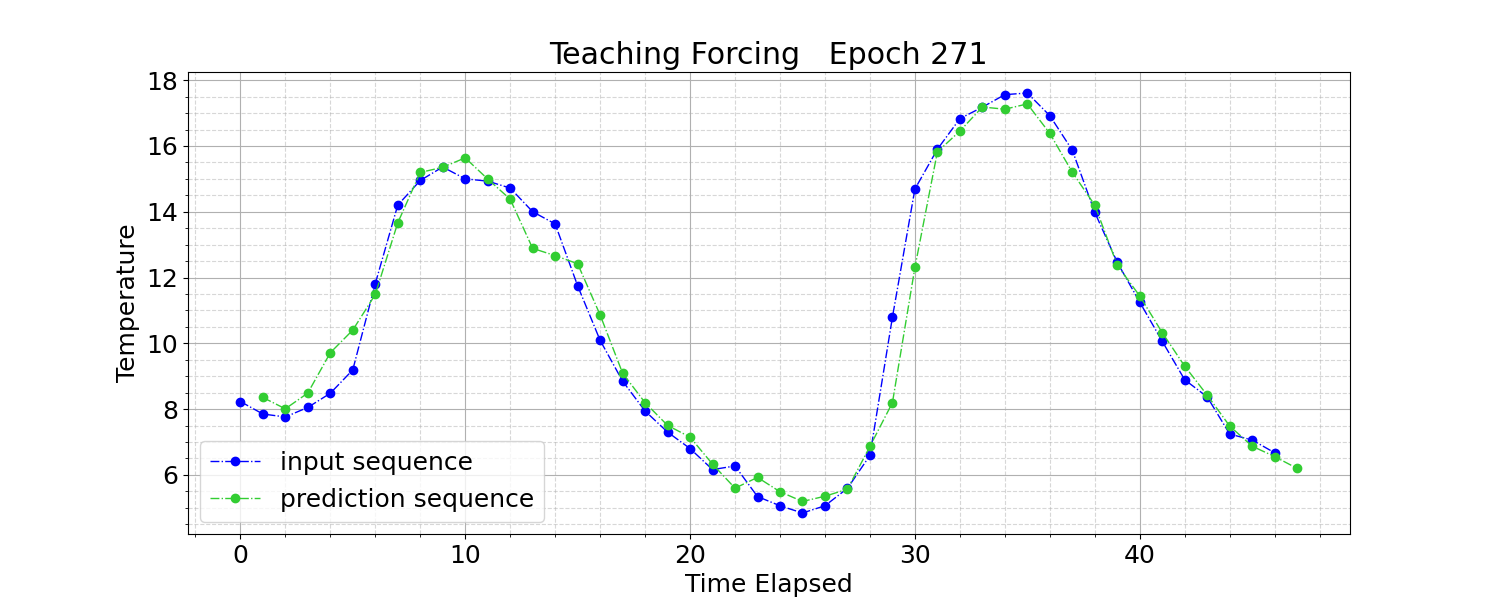 Teaching Forcing   Epoch 271
18
16
14
12
10
8
6
Temperature
input sequence
prediction sequence
0 10 20 30 40
Time Elapsed